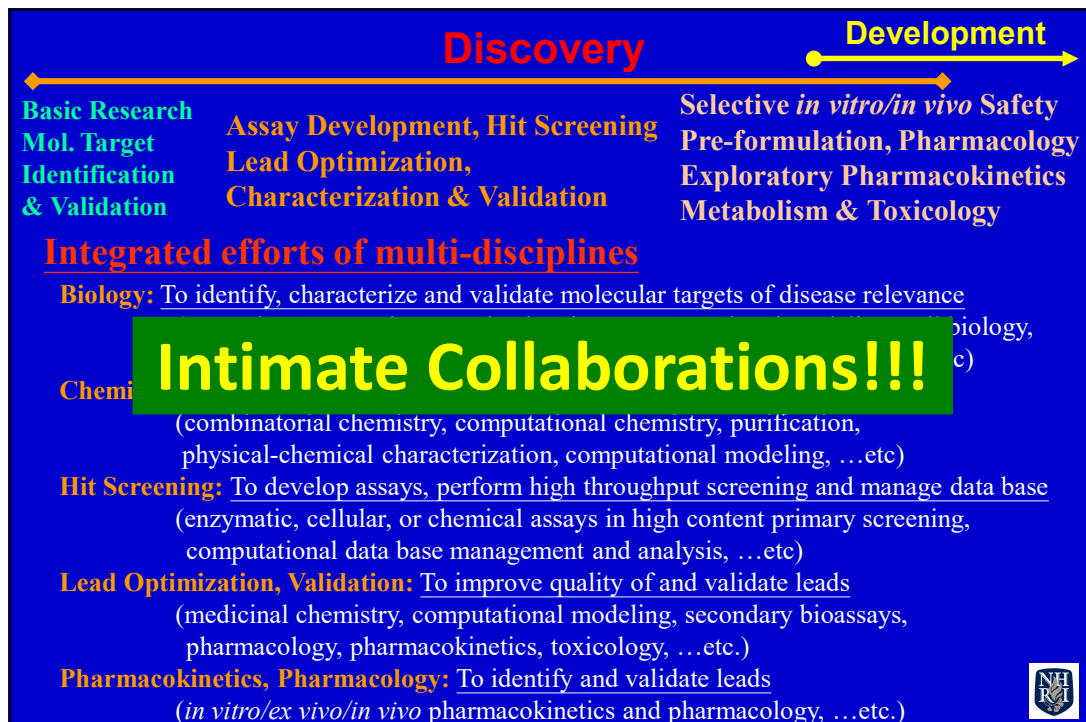 Discovery
Development
Basic Research
Mol. Target
Identification
& Validation
Assay Development, Hit Screening
Lead Optimization,
Characterization & Validation
Selective in vitro/in vivo Safety
Pre-formulation, Pharmacology
Exploratory Pharmacokinetics
Metabolism & Toxicology
Integrated efforts of multi-disciplines
Biology: To identify, characterize and validate molecular targets of disease relevance
biology,
c)
Intimate Collaborations!!!
Chemi
(combinatorial chemistry, computational chemistry, purification,
physical-chemical characterization, computational modeling, …etc)
Hit Screening: To develop assays, perform high throughput screening and manage data base
(enzymatic, cellular, or chemical assays in high content primary screening,
computational data base management and analysis, …etc)
Lead Optimization, Validation: To improve quality of and validate leads
(medicinal chemistry, computational modeling, secondary bioassays,
pharmacology, pharmacokinetics, toxicology, …etc.)
Pharmacokinetics, Pharmacology: To identify and validate leads
(in vitro/ex vivo/in vivo pharmacokinetics and pharmacology, …etc.)
NH
RI